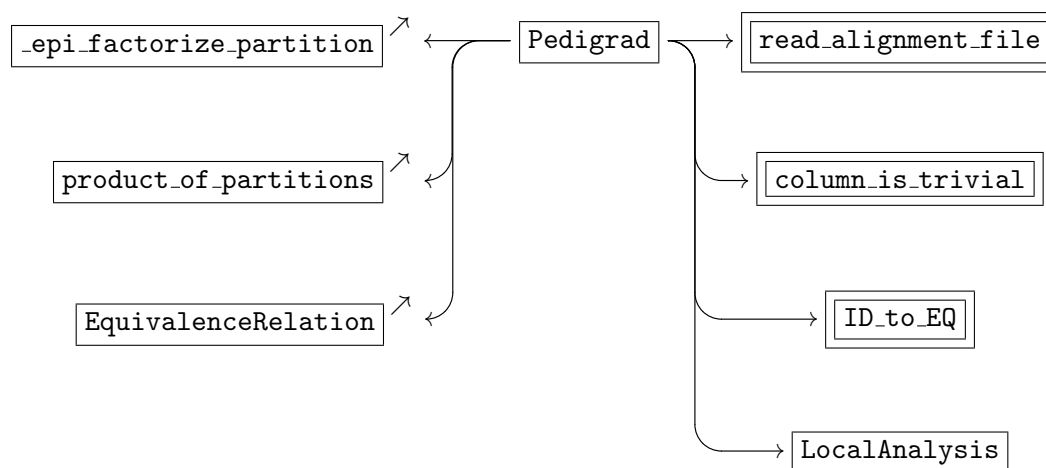 _epi_factorize_partition
Pedigrad
read_alignment_file
product_of_partitions
column_is_trivial
EquivalenceRelation
ID_to_EQ
LocalAnalysis